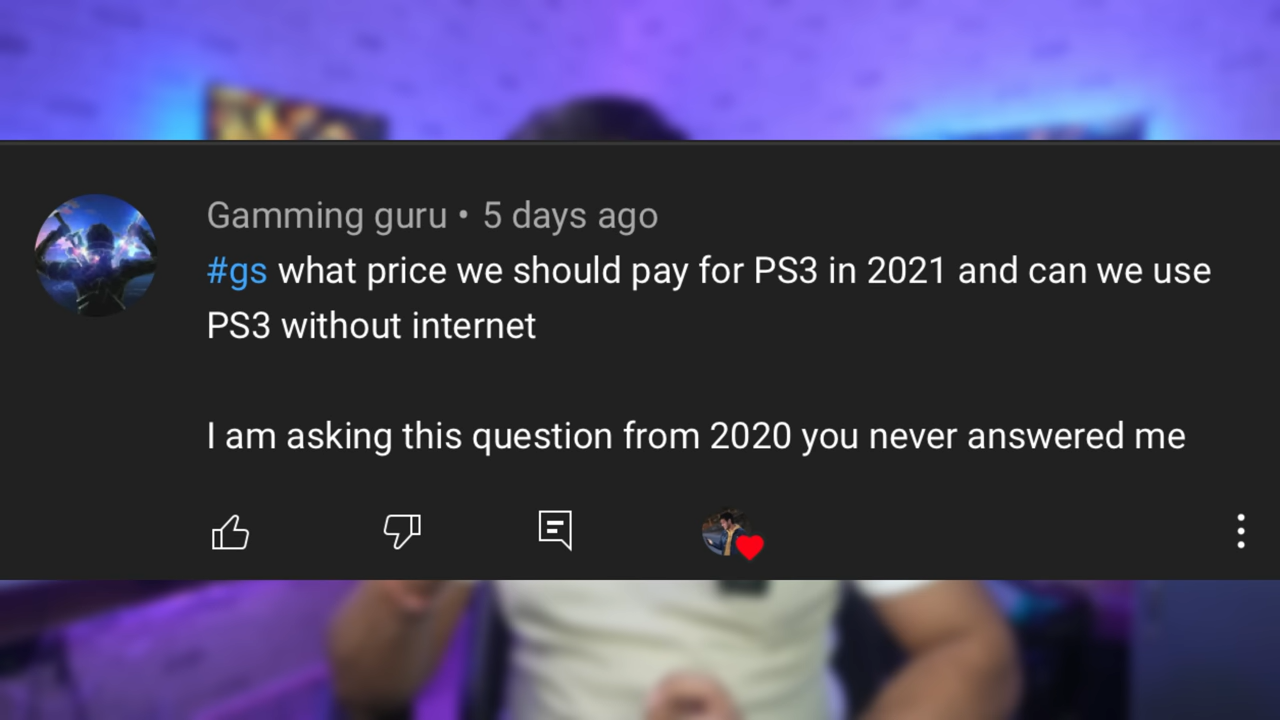 Gamming guru • 5 days ago
#gs what price we should pay for PS3 in 2021 and can we use
PS3 without internet
I am asking this question from 2020 you never answered me